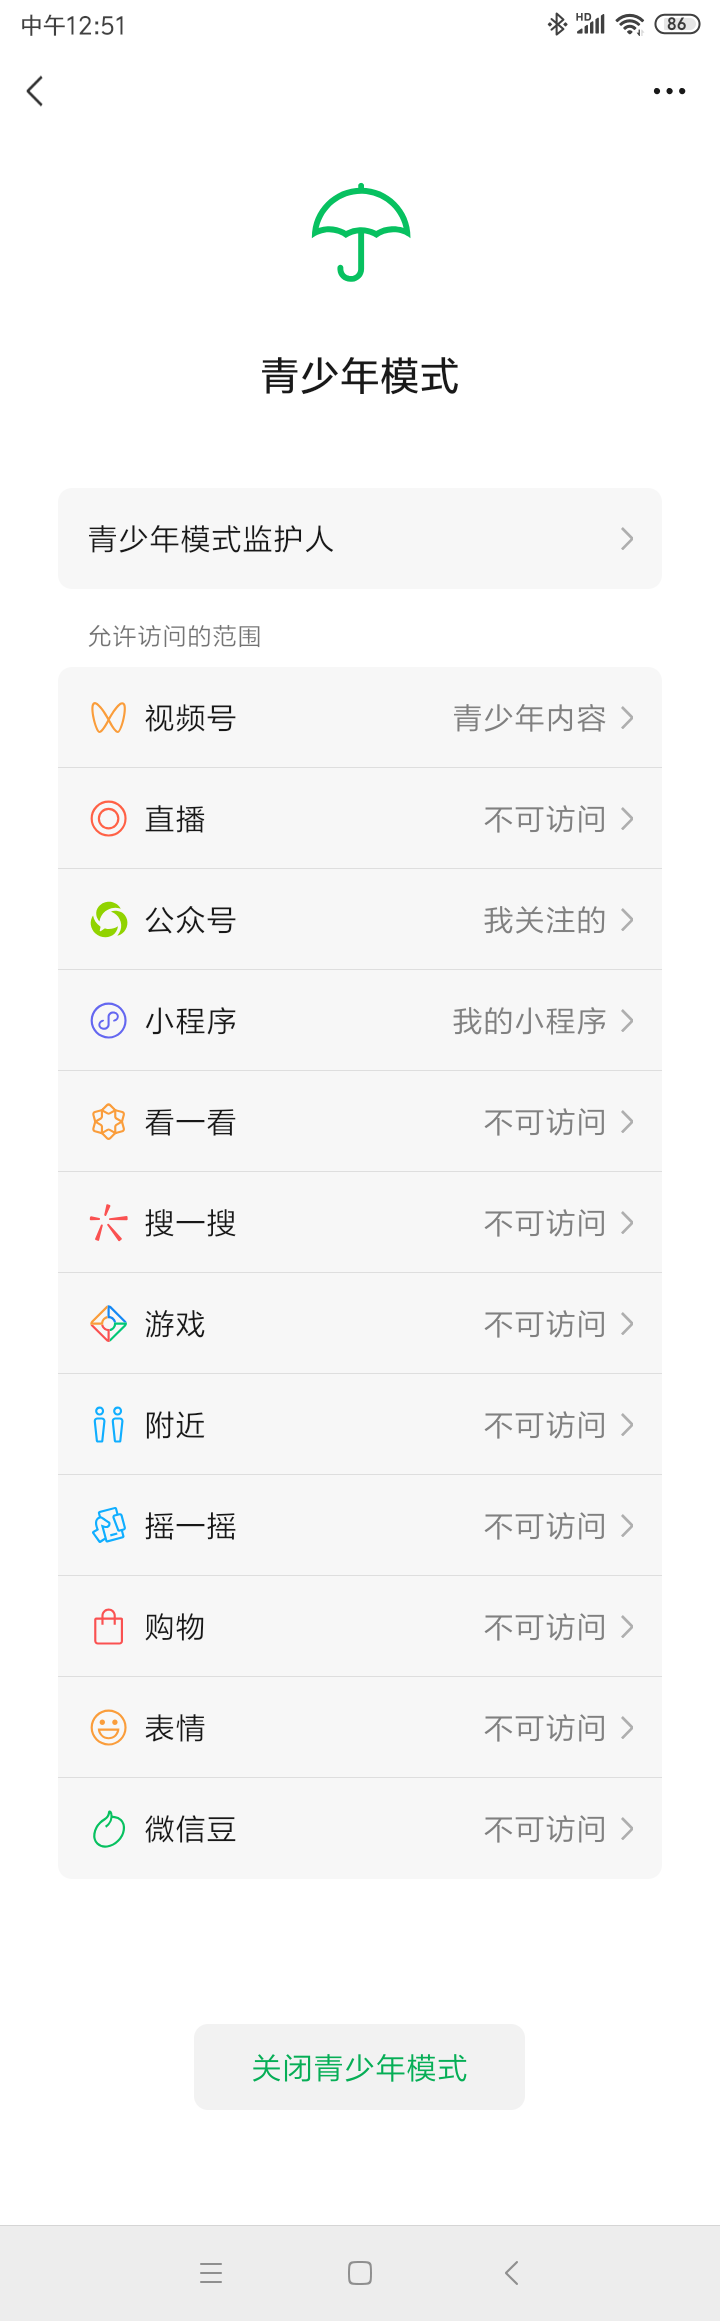 中午12:51
HD
86
青少年模式
青少年模式监护人
允许访问的范围
视频号 青少年内容
直播 不可访问
公众号 我关注的
小程序 我的小程序
看一看 不可访问
搜一搜 不可访问
游戏 不可访问
附近 不可访问
摇一摇 不可访问
购物 不可访问
表情 不可访问
微信豆 不可访问
关闭青少年模式